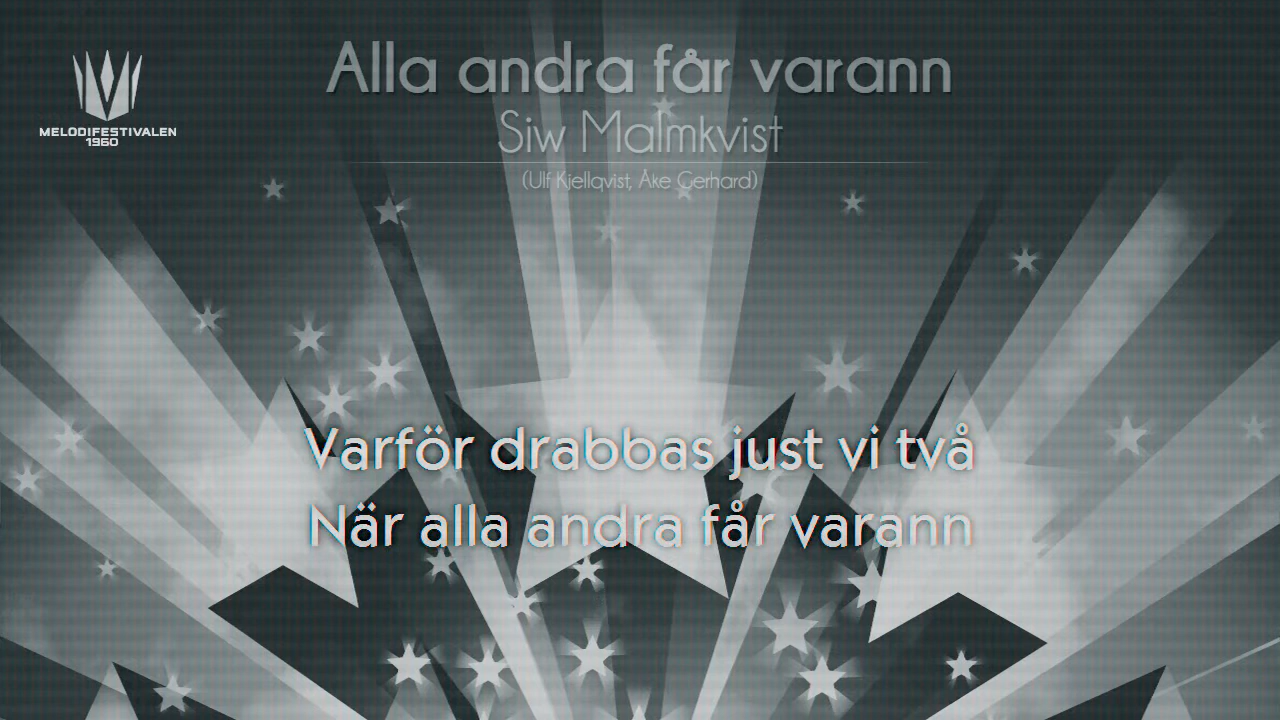 Alla andra får varann
MELODIFESTIVALEN
1960
Siw Malmkvist
(Ulf Kjellqvist, Åke Gerhard)
Varför drabbas just vi två
När alla andra får varann